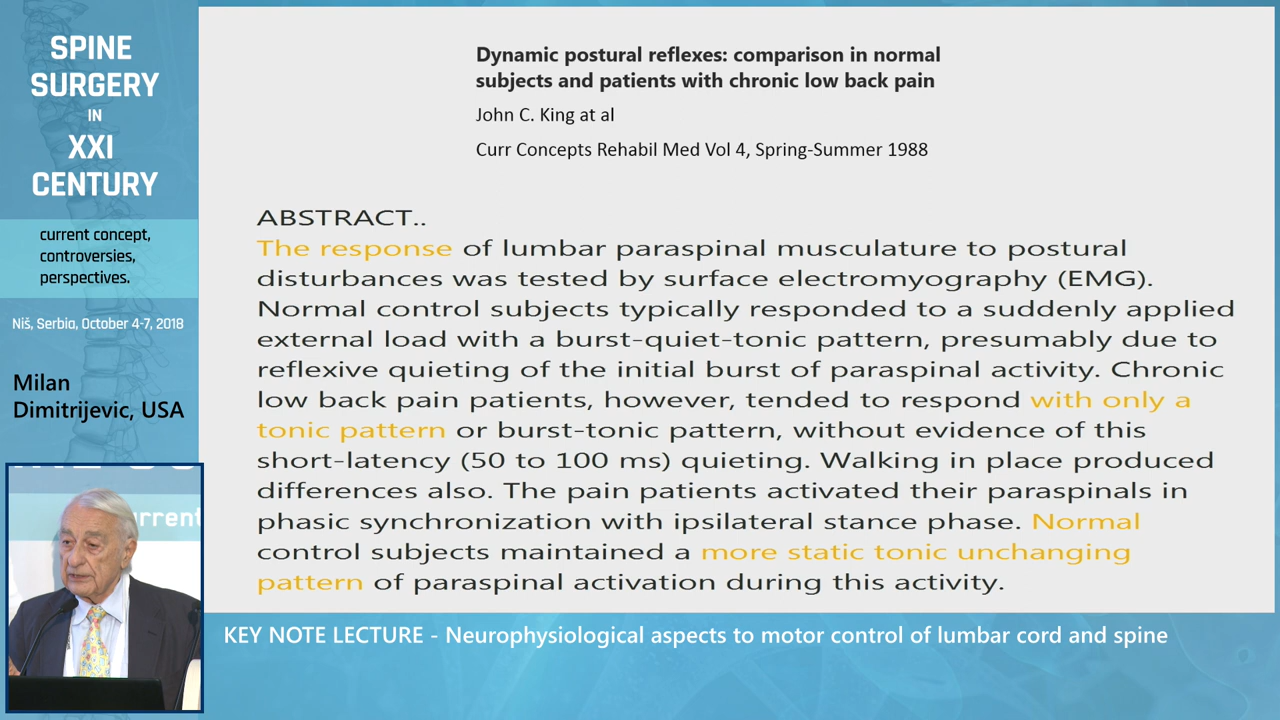 SPINE
SURGERY
IN
XXI
CENTURY
current concept,
controversies,
perspectives.
Niš, Serbia, October 4-7, 2018
Milan
Dimitrijevic, USA
urrent
Dynamic postural reflexes: comparison in normal
subjects and patients with chronic low back pain
John C. King at al
Curr Concepts Rehabil Med Vol 4, Spring-Summer 1988
ABSTRACT..
The response of lumbar paraspinal musculature to postural
disturbances was tested by surface electromyography (EMG).
Normal control subjects typically responded to a suddenly applied
external load with a burst-quiet-tonic pattern, presumably due to
reflexive quieting of the initial burst of paraspinal activity. Chronic
low back pain patients, however, tended to respond with only a
tonic pattern or burst-tonic pattern, without evidence of this
short-latency (50 to 100 ms) quieting. Walking in place produced
differences also. The pain patients activated their paraspinals in
phasic synchronization with ipsilateral stance phase. Normal
control subjects maintained a more static tonic unchanging
pattern of paraspinal activation during this activity.
KEY NOTE LECTURE - Neurophysiological aspects to motor control of lumbar cord and spine